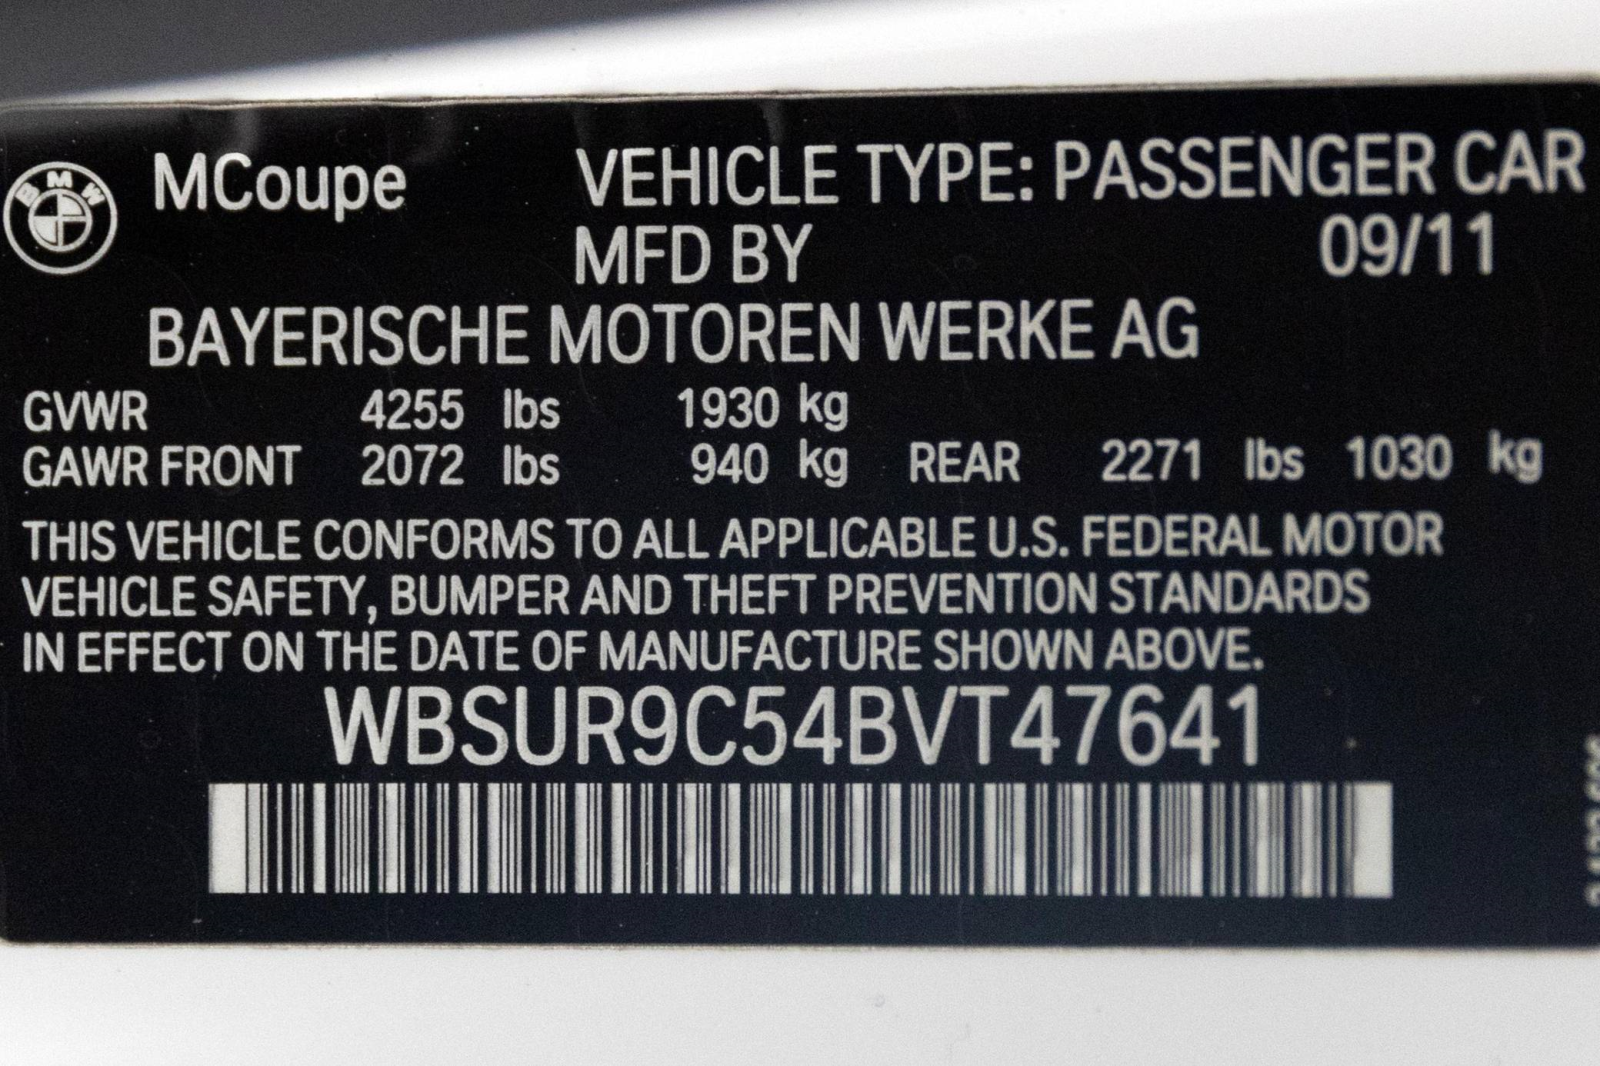 BMW MCoupe VEHICLE TYPE: PASSENGER CAR
MFD BY 09/11
BAYERISCHE MOTOREN WERKE AG
GVWR 4255 lbs 1930 kg
GAWR FRONT 2072 lbs 940 kg REAR 2271 lbs 1030 kg
THIS VEHICLE CONFORMS TO ALL APPLICABLE U.S. FEDERAL MOTOR
VEHICLE SAFETY, BUMPER AND THEFT PREVENTION STANDARDS
IN EFFECT ON THE DATE OF MANUFACTURE SHOWN ABOVE.
WBSUR9C54BVT47641